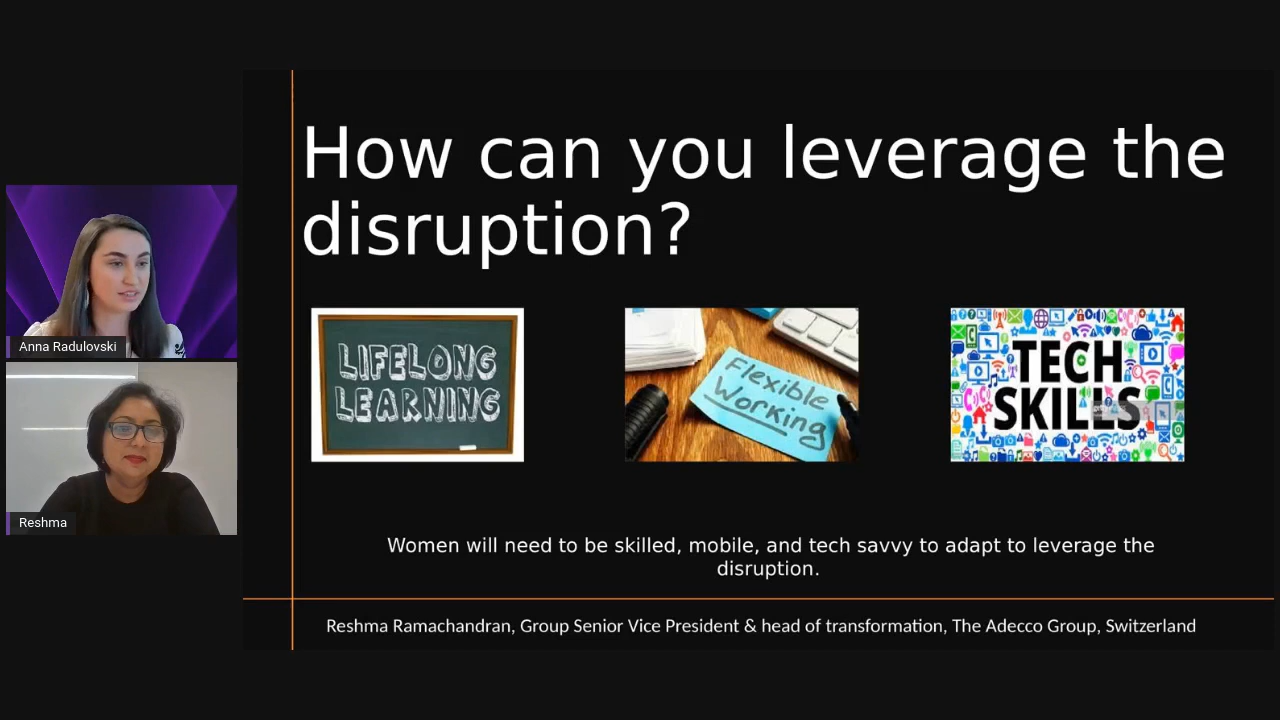 How can you leverage the
disruption?
LIFELONG
LEARNING
Flexible
Working
TECH
SKILLS
Anna Radulovski
Reshma
Women will need to be skilled, mobile, and tech savvy to adapt to leverage the
disruption.
Reshma Ramachandran, Group Senior Vice President & head of transformation, The Adecco Group, Switzerland